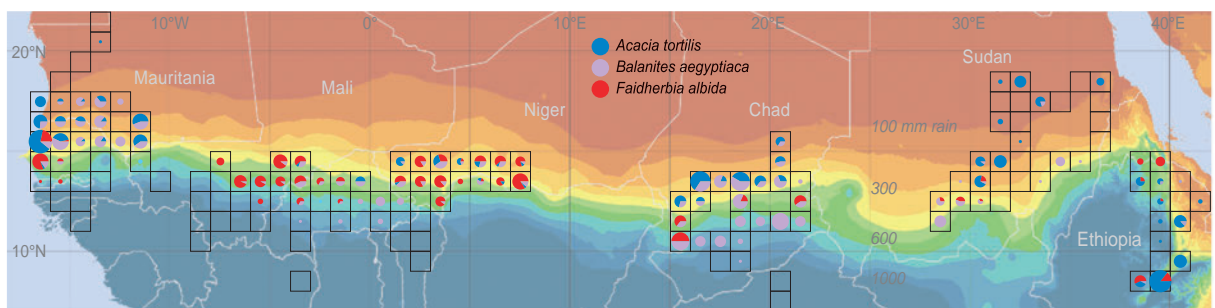 10°W 0° 10°E 20°E 30°E 40°E
20°N
Acacia tortilis
Balanites aegyptiaca
Faidherbia albida
Sudan
Mauritania
Mali
Niger
Chad
100 mm rain
300
600
Ethiopia
10°N
1000